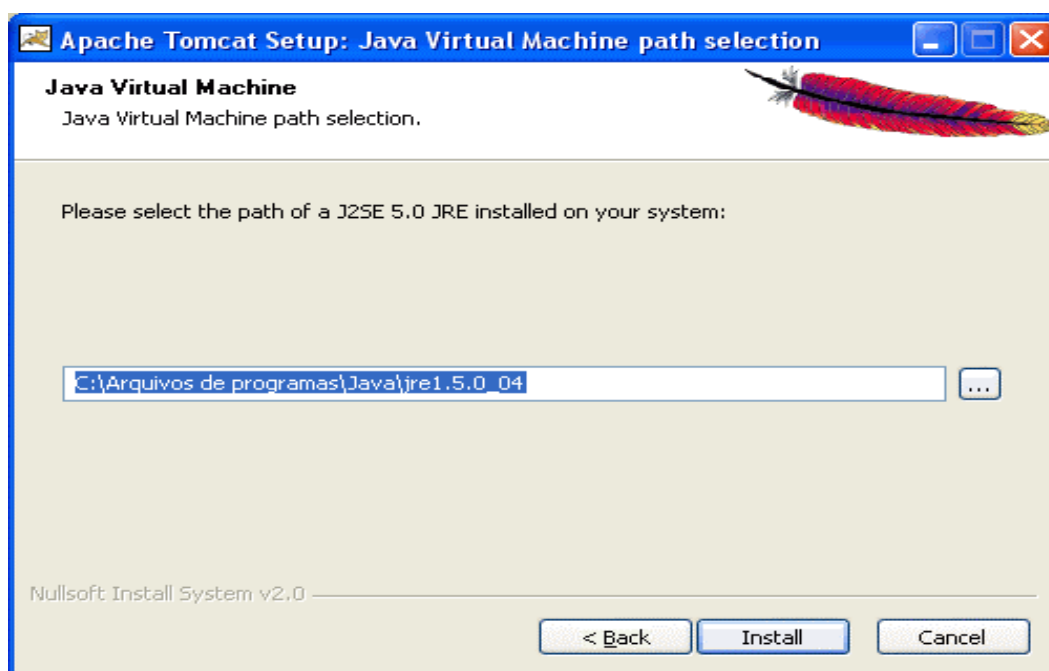 Apache Tomcat Setup: Java Virtual Machine path selection
Java Virtual Machine
Java Virtual Machine path selection.
Please select the path of a J2SE 5.0 JRE installed on your system:
C:\Arquivos de programas\Java\jre1.5.0_04
...
Nullsoft Install System v2.0
< Back
Install
Cancel